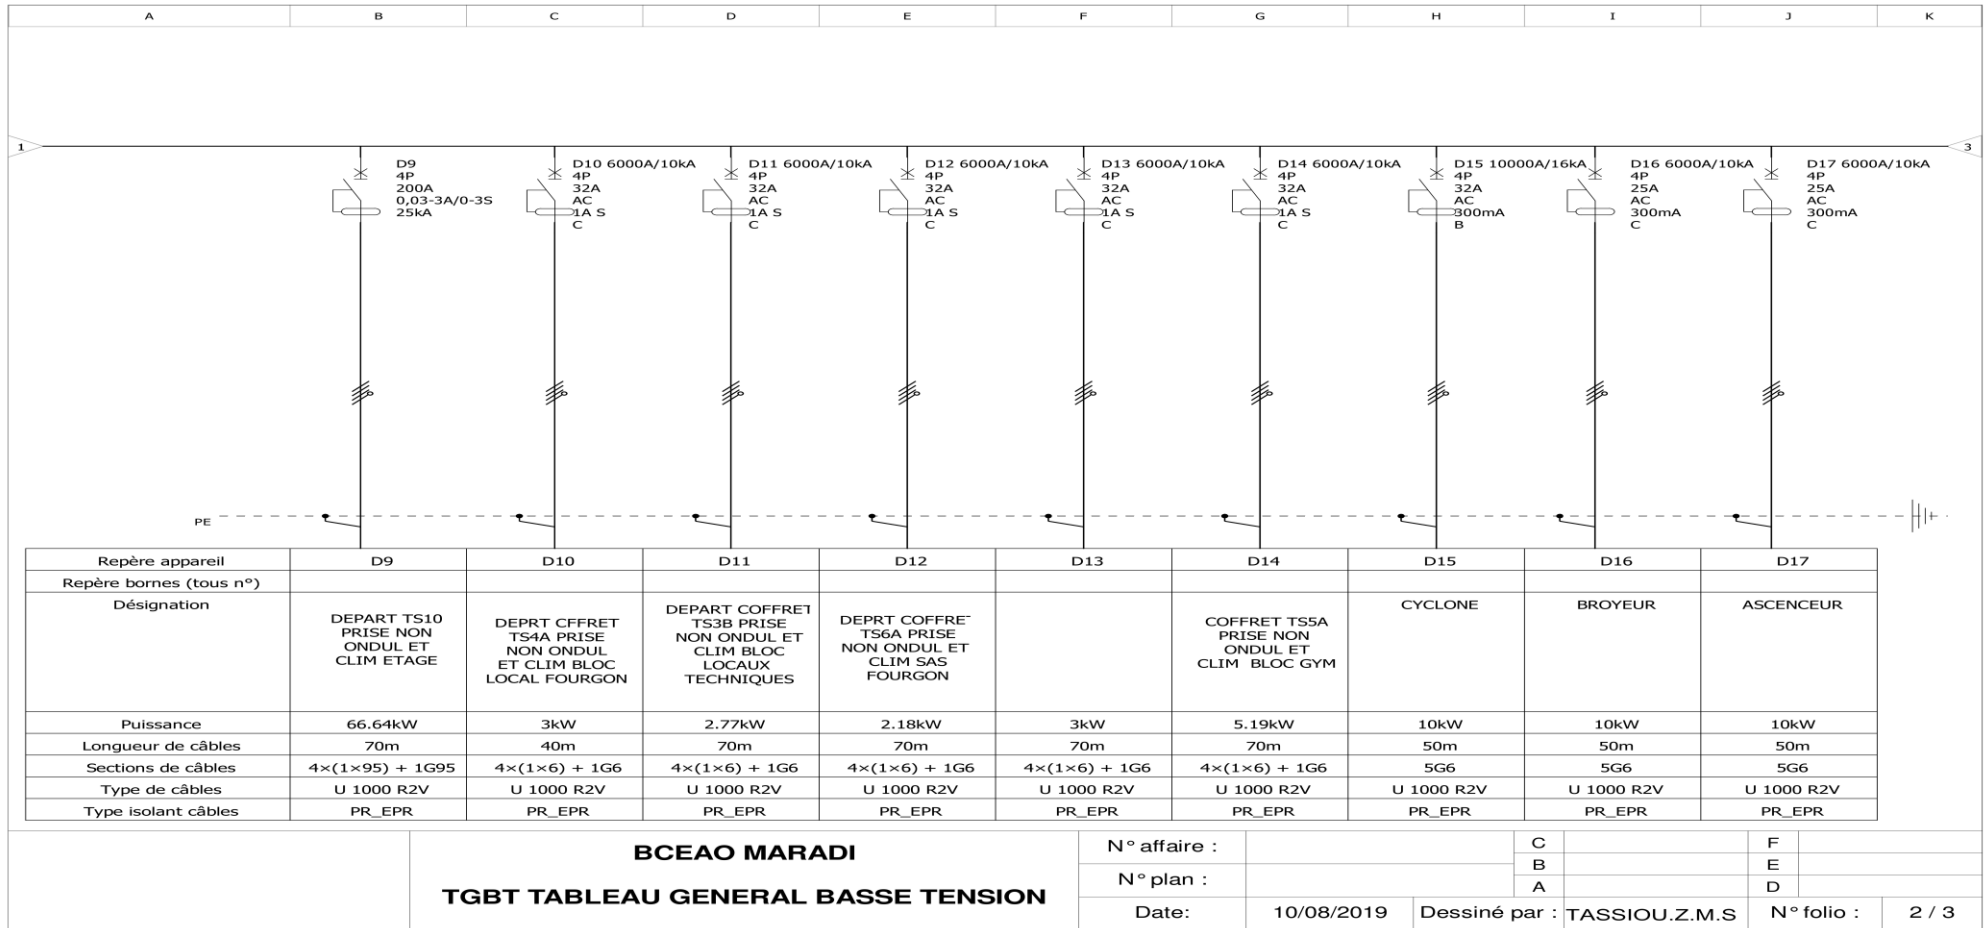 A B C D E F G H I J K
1
3
D9
4P
200A
0,03-3A/0-3S
25kA
D10 6000A/10kA
4P
32A
AC
1A S
C
D11 6000A/10kA
4P
32A
AC
1A S
C
D12 6000A/10kA
4P
32A
AC
1A S
C
D13 6000A/10kA
4P
32A
AC
1A S
C
D14 6000A/10kA
4P
32A
AC
1A S
C
D15 10000A/16kA
4P
32A
AC
300mA
B
D16 6000A/10kA
4P
25A
AC
300mA
C
D17 6000A/10kA
4P
25A
AC
300mA
C
PE
Repère appareil D9 D10 D11 D12 D13 D14 D15 D16 D17
Repère bornes (tous n°)
Désignation
DEPART TS10
PRISE NON
ONDUL ET
CLIM ETAGE
DEPRT CFFRET
TS4A PRISE
NON ONDUL
ET CLIM BLOC
LOCAL FOURGON
DEPART COFFRET
TS3B PRISE
NON ONDUL ET
CLIM BLOC
LOCAUX
TECHNIQUES
DEPRT COFFRET
TS6A PRISE
NON ONDUL ET
CLIM SAS
FOURGON
COFFRET TS5A
PRISE NON
ONDUL ET
CLIM BLOC GYM
CYCLONE
BROYEUR
ASCENCEUR
Puissance 66.64kW 3kW 2.77kW 2.18kW 3kW 5.19kW 10kW 10kW 10kW
Longueur de câbles 70m 40m 70m 70m 70m 70m 50m 50m 50m
Sections de câbles 4×(1×95) + 1G95 4×(1×6) + 1G6 4×(1×6) + 1G6 4×(1×6) + 1G6 4×(1×6) + 1G6 4×(1×6) + 1G6 5G6 5G6 5G6
Type de câbles U 1000 R2V U 1000 R2V U 1000 R2V U 1000 R2V U 1000 R2V U 1000 R2V U 1000 R2V U 1000 R2V U 1000 R2V
Type isolant câbles PR_EPR PR_EPR PR_EPR PR_EPR PR_EPR PR_EPR PR_EPR PR_EPR PR_EPR
BCEAO MARADI
TGBT TABLEAU GENERAL BASSE TENSION
N° affaire :
N° plan :
Date: 10/08/2019
C F
B E
A D
Dessiné par : TASSIOU.Z.M.S N° folio : 2 / 3